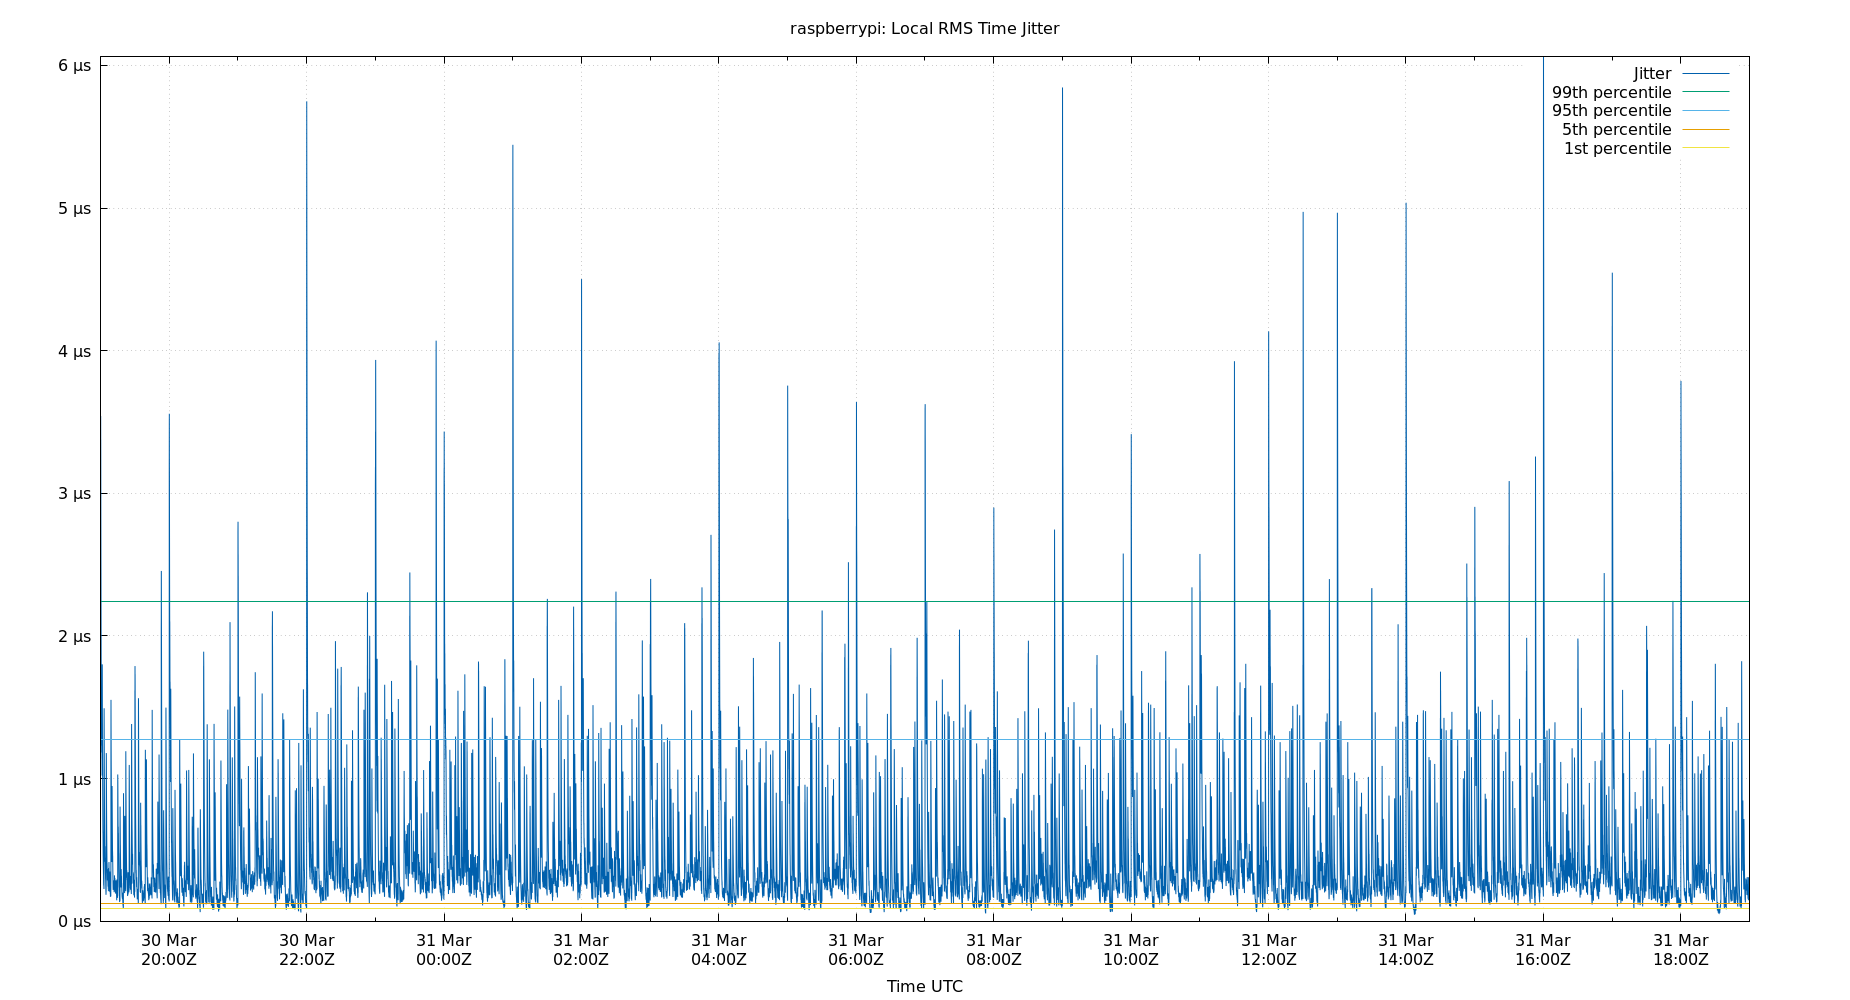 raspberrypi: Local RMS Time Jitter
6 µs
5 µs
4 µs
3 µs
2 µs
1 µs
0 µs
Jitter
99th percentile
95th percentile
5th percentile
1st percentile
30 Mar 30 Mar 31 Mar 31 Mar 31 Mar 31 Mar 31 Mar 31 Mar 31 Mar 31 Mar 31 Mar 31 Mar
20:00Z 22:00Z 00:00Z 02:00Z 04:00Z 06:00Z 08:00Z 10:00Z 12:00Z 14:00Z 16:00Z 18:00Z
Time UTC